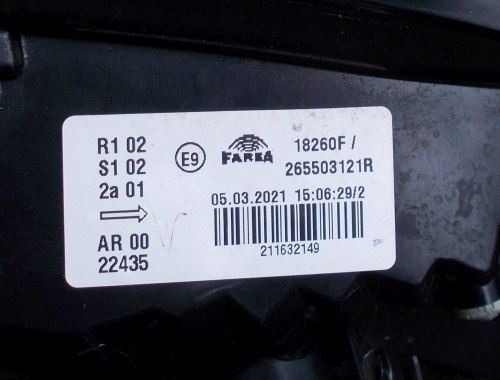 R1 02
S1 02
2a 01
AR 00
22435
E9
FARBA
18260F /
265503121R
05.03.2021 15:06:29/2
211632149